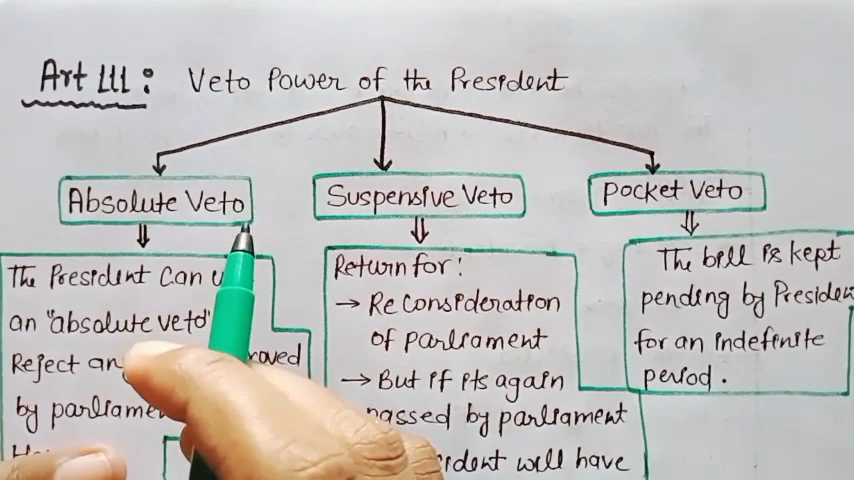 Art 111: Veto Power of the President
Absolute Veto
The President can
an "absolute veto"
Reject
by
Suspensive Veto
Return for:
→ Reconsideration
of parliament
→ But if its again
passed by parliament
will have
Pocket Veto
The bill is kept
pending by
for an indefinite
period.